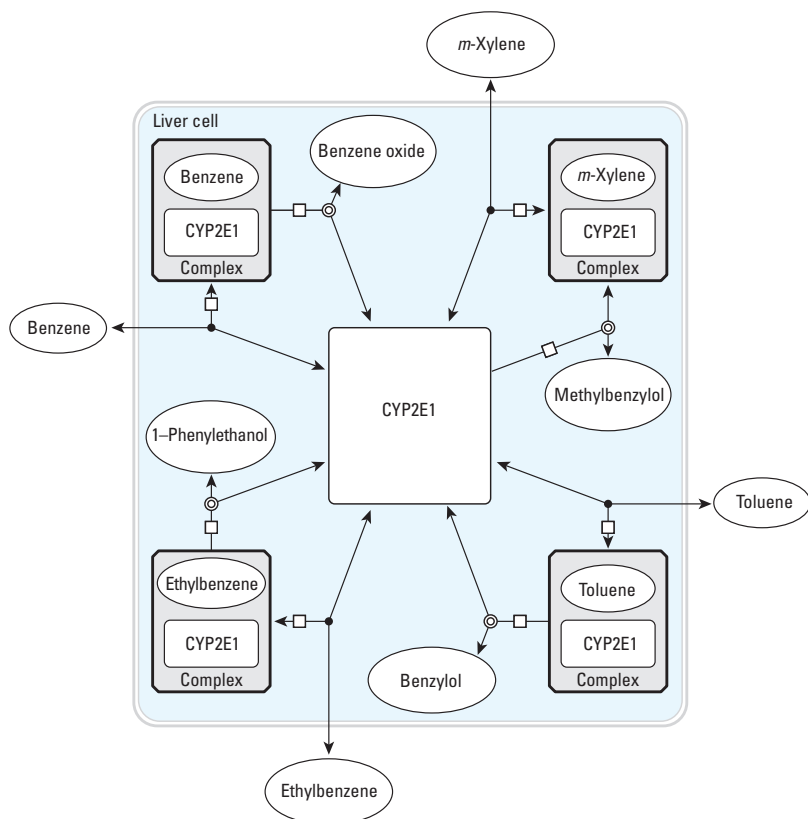 m-Xylene
Liver cell
Benzene oxide
Benzene
CYP2E1
Complex
m-Xylene
CYP2E1
Complex
Benzene
CYP2E1
Methylbenzylol
1–Phenylethanol
Toluene
Ethylbenzene
CYP2E1
Complex
Toluene
CYP2E1
Complex
Benzylol
Ethylbenzene